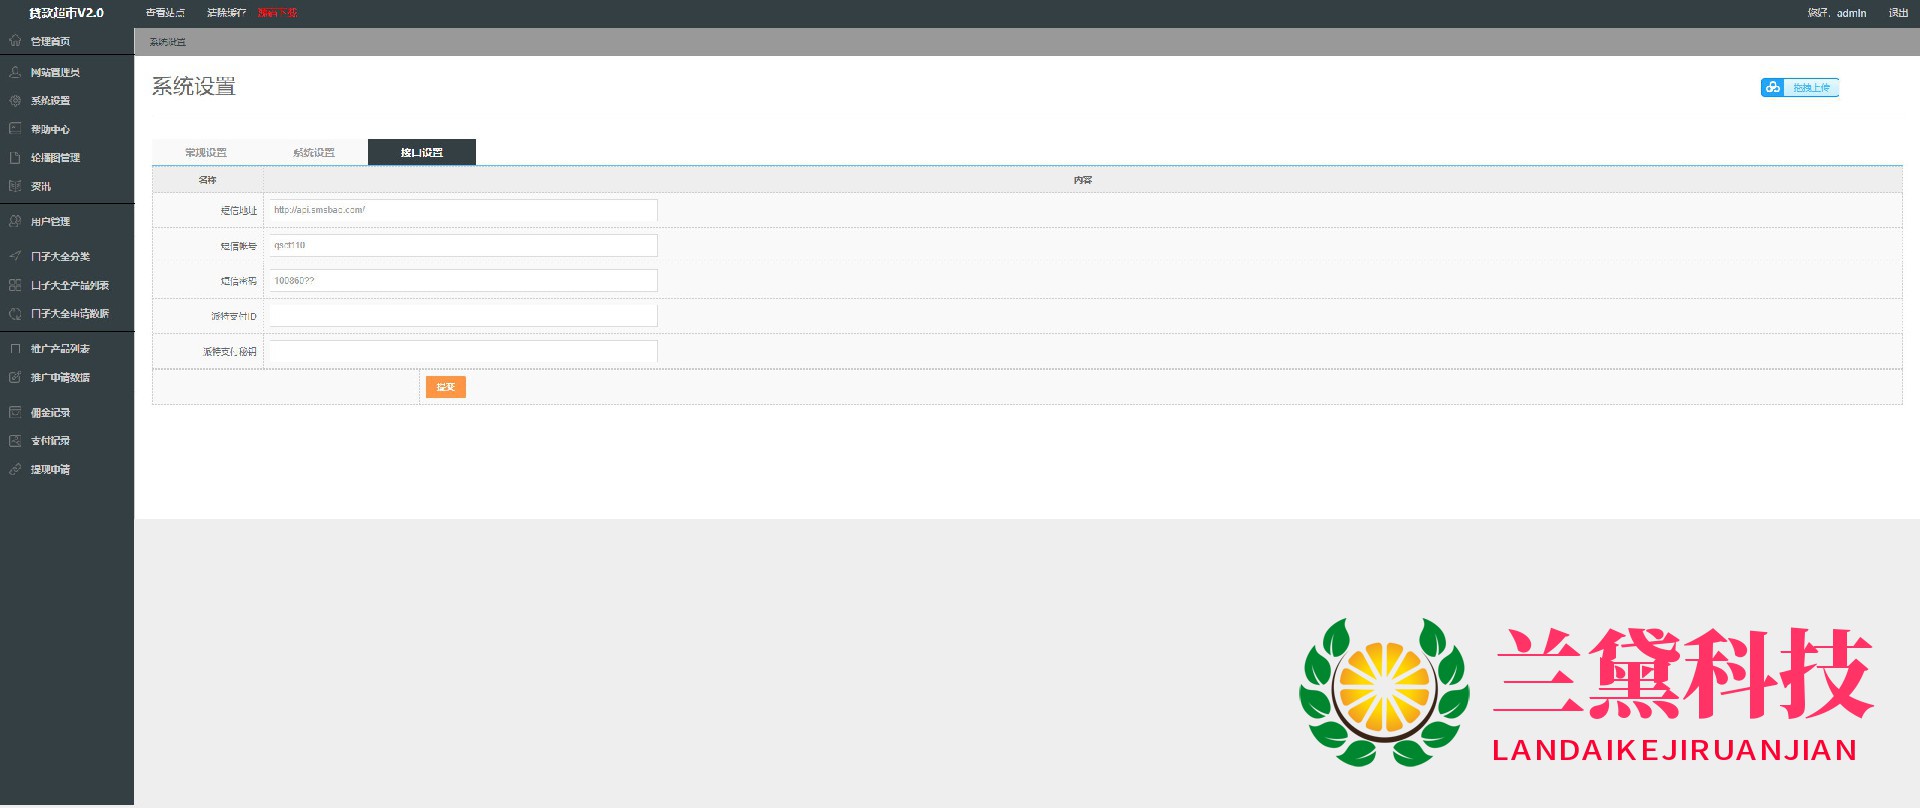 贷款超市V2.0
查看站点
清除缓存
您好，admin
退出
管理首页
网站管理员
系统设置
帮助中心
轮播图管理
资讯
用户管理
口子大全分类
口子大全产品列表
口子大全申请数据
推广产品列表
推广申请数据
佣金记录
支付记录
提现申请
系统设置
系统设置
拖拽上传
常规设置
系统设置
接口设置
名称
内容
短信地址
http://api.smsbao.com/
短信帐号
短信密码
100860??
派特支付ID
派特支付秘钥
提交
兰黛科技
LANDAIKEJIRUANJIAN